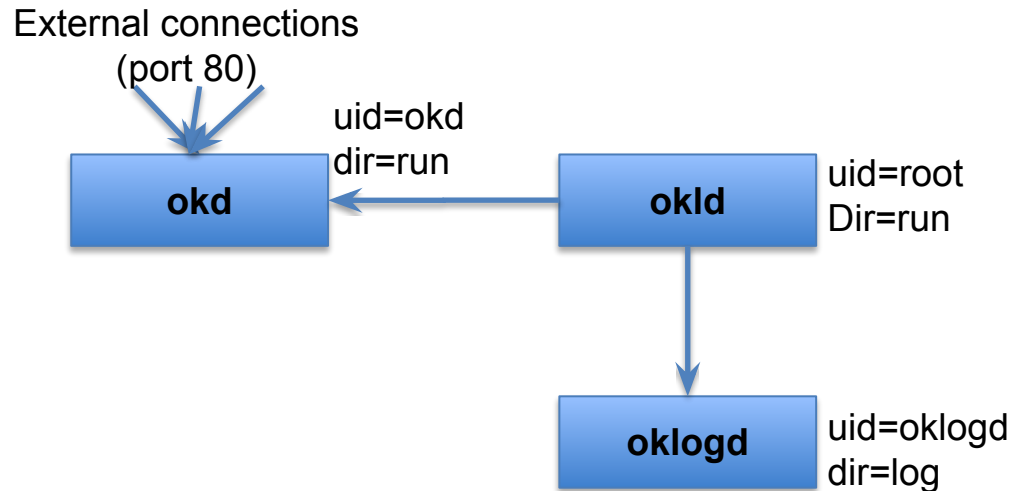 External connections
(port 80)
uid=okd
dir=run
okd
okld
uid=root
Dir=run
oklogd
uid=oklogd
dir=log